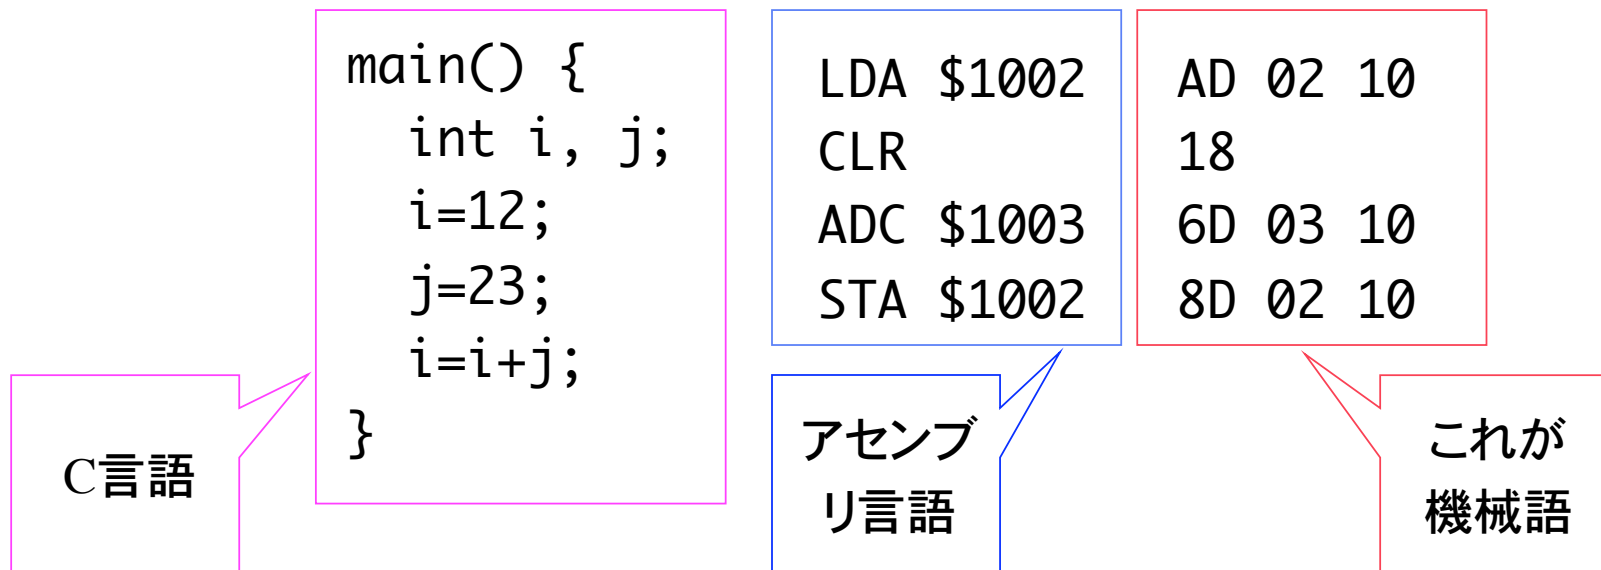 main() {
  int i, j;
  i=12;
  j=23;
  i=i+j;
}
C言語
LDA $1002
CLR
ADC $1003
STA $1002
アセンブ
リ言語
AD 02 10
18
6D 03 10
8D 02 10
これが
機械語